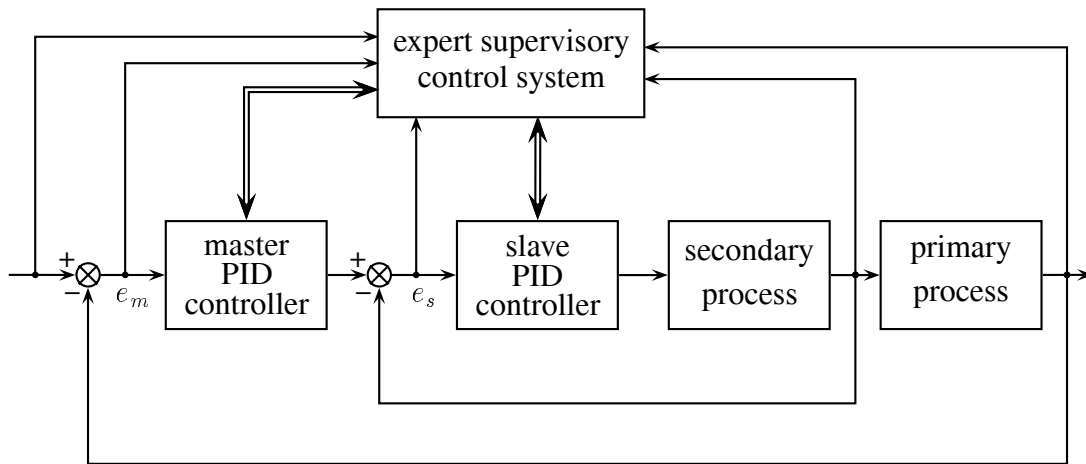 expert supervisory
control system
master
PID
controller
slave
PID
controller
secondary
process
primary
process
+
−
e_m
+
−
e_s